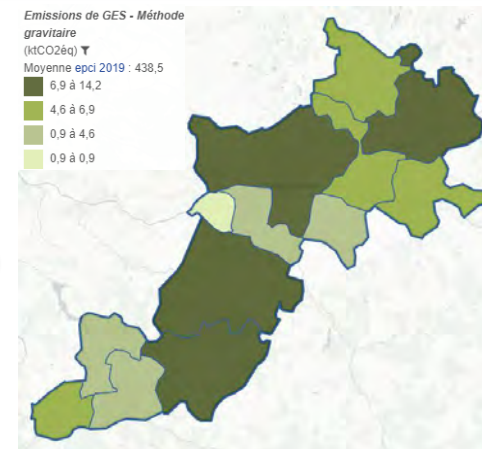 Emissions de GES - Méthode
gravitaire
(ktCO2éq)
Moyenne epci 2019 : 438,5
6,9 à 14,2
4,6 à 6,9
0,9 à 4,6
0,9 à 0,9